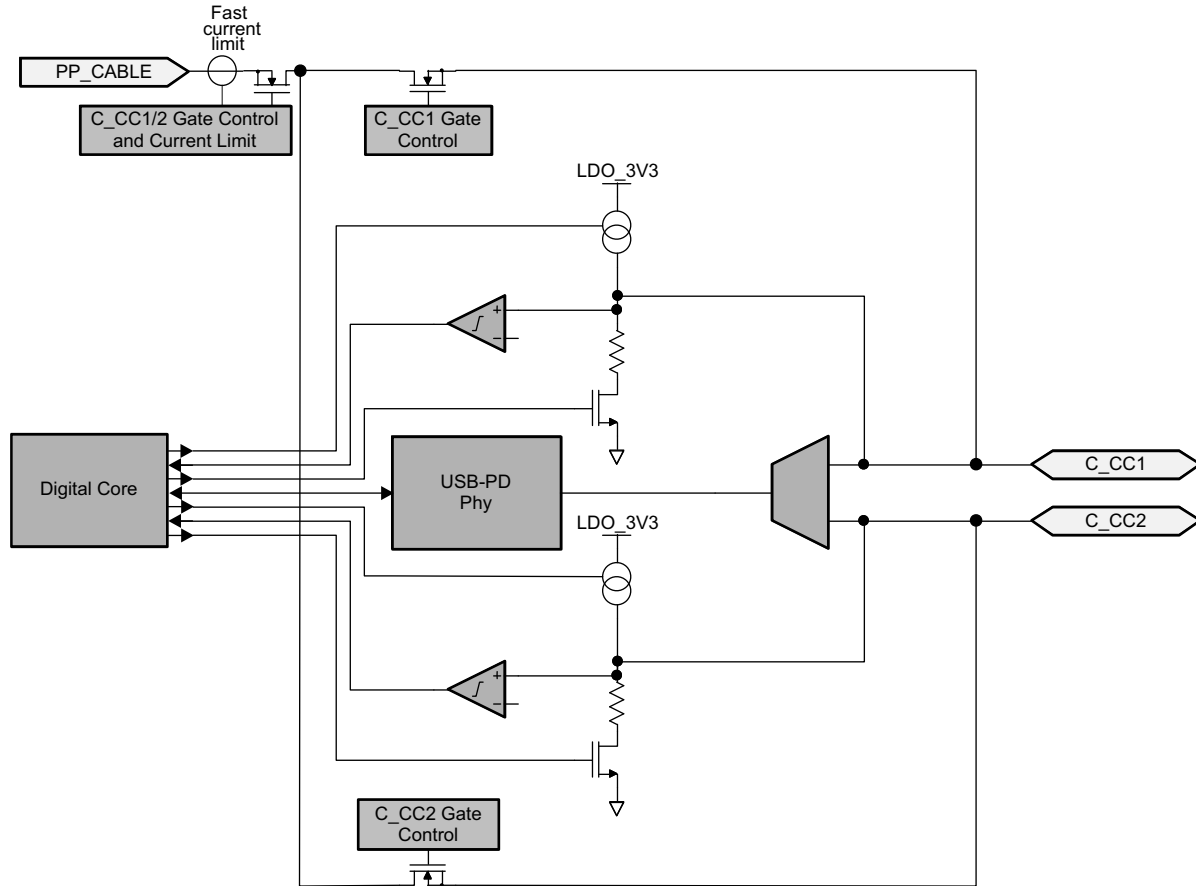 Fast
current
limit
PP_CABLE
C_CC1/2 Gate Control
and Current Limit
C_CC1 Gate
Control
LDO_3V3
+
−
Digital Core
USB-PD
Phy
C_CC1
C_CC2
LDO_3V3
+
−
C_CC2 Gate
Control